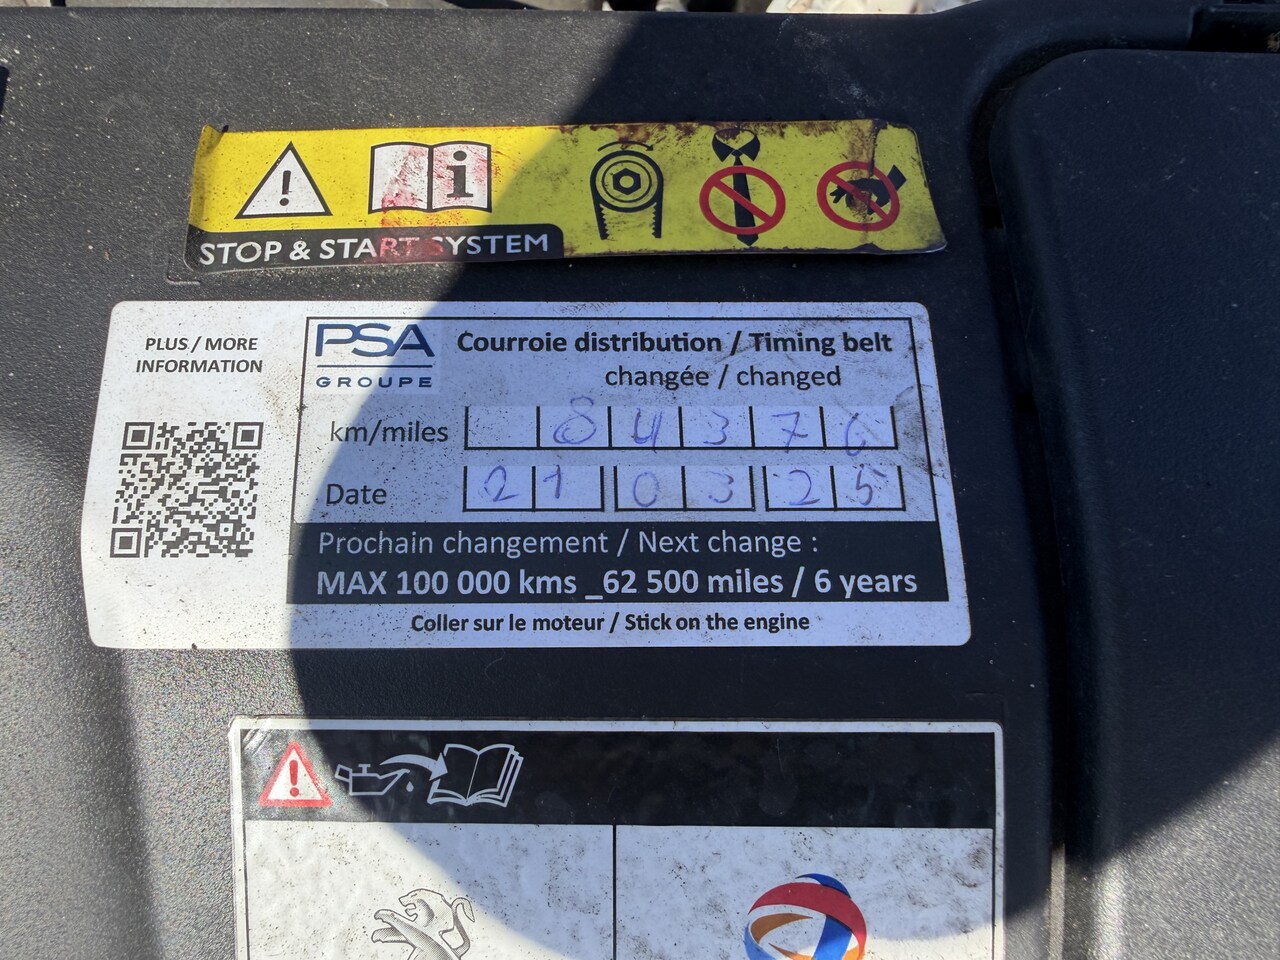 STOP & START SYSTEM
PLUS / MORE
INFORMATION
PSA
GROUPE
Courroie distribution / Timing belt
changée / changed
km/miles 84376
Date 21 03 25
Prochain changement / Next change :
MAX 100 000 kms _62 500 miles / 6 years
Coller sur le moteur / Stick on the engine